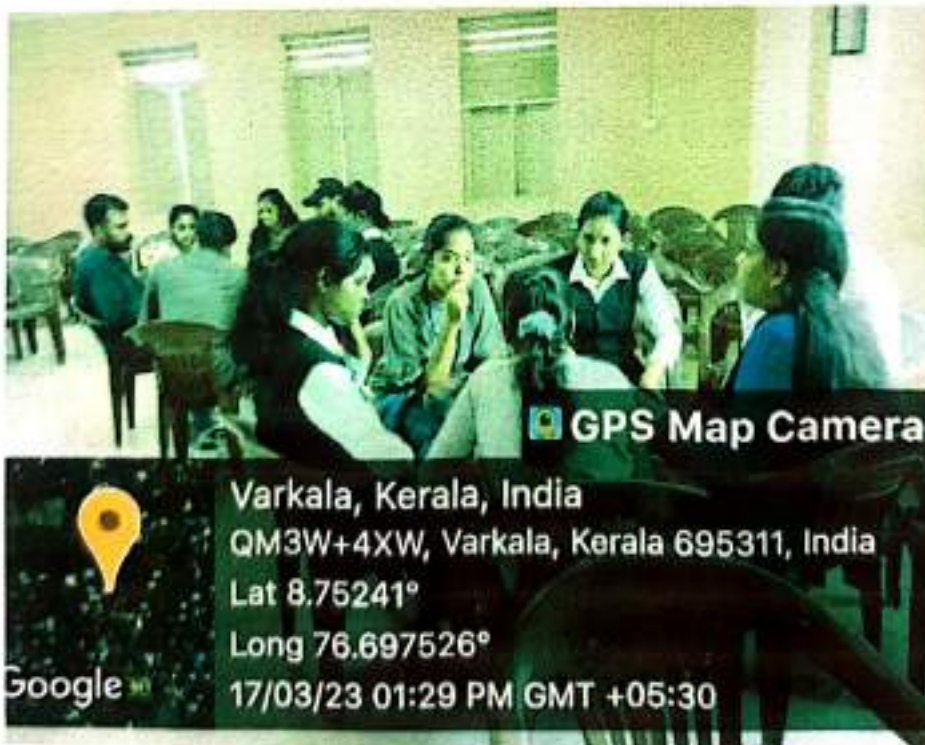 GPS Map Camera
Varkala, Kerala, India
QM3W+4XW, Varkala, Kerala 695311, India
Lat 8.75241°
Long 76.697526°
17/03/23 01:29 PM GMT +05:30
Google